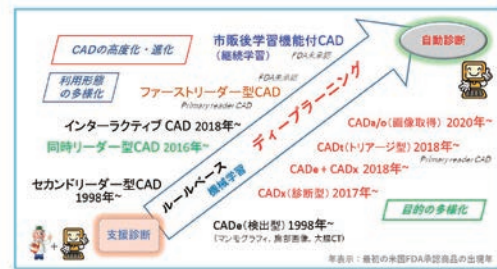 CADの高度化・進化
市販後学習機能付CAD
(継続学習)
FDA未承認
自動診断
利用形態
の多様化
FDA未承認
ファーストリーダー型CAD
Primary reader CAD
ディープラーニング
インターラクティブ CAD 2018年~
同時リーダー型CAD 2016年~
CADa/o(画像取得) 2020年~
CADt(トリアージ型) 2018年~
Primary reader CAD
CADe + CADx 2018年~
ルールベース
機械学習
セカンドリーダー型CAD
1998年~
CADx(診断型) 2017年~
目的の多様化
支援診断
CADe(検出型) 1998年~
(マンモグラフィ, 胸部画像, 大腸CT)
年表示:最初の米国FDA承認商品の出現年